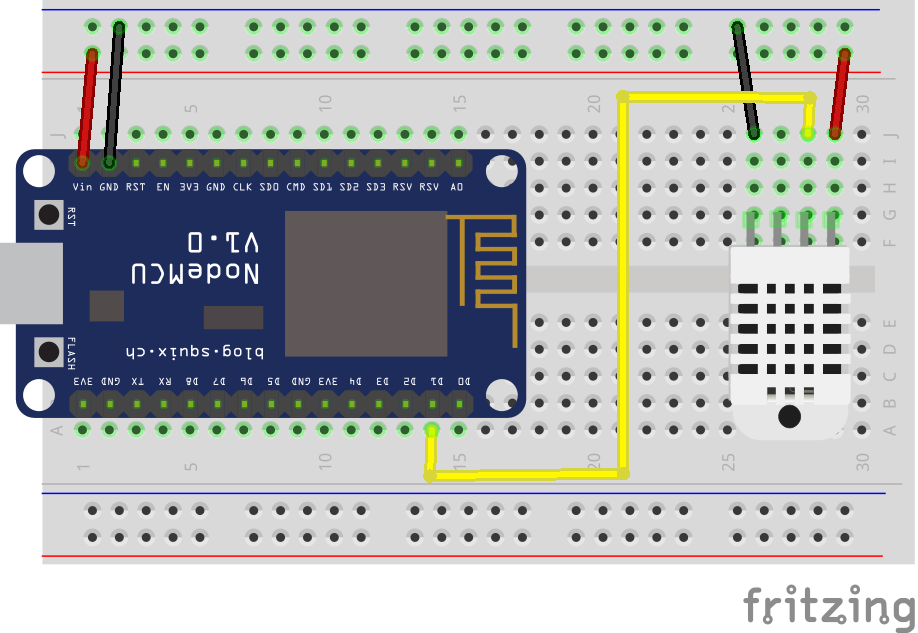 1 5 10 15 20 25 30
J J
I
Vin GND RST EN 3V3 GND CLK SD0 CMD SD1 SD2 SD3 RSV RSV A0
H
RST
G
V1.0
F
NodeMCU
E
FLASH
blog.squix.ch
D
3V3 GND TX RX D8 D7 D6 D5 GND 3V3 D4 D3 D2 D1 D0
C
B
A A
1 5 10 15 20 25 30
fritzing